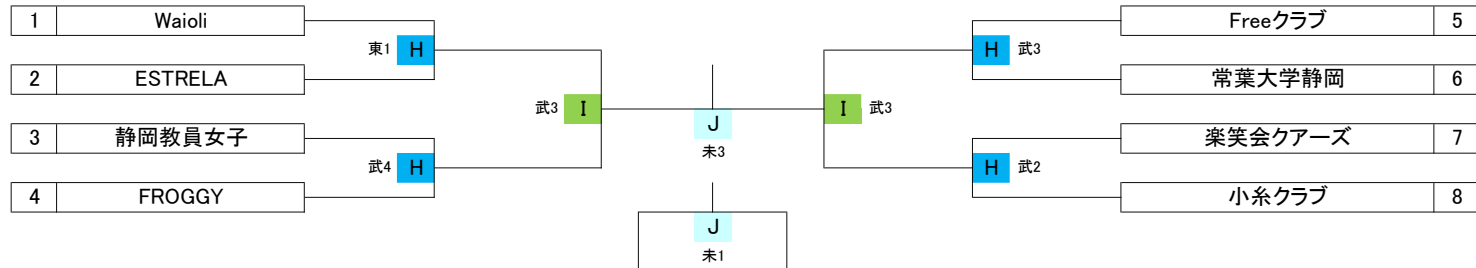 1 Waioli
2 ESTRELA
3 静岡教員女子
4 FROGGY
東1 H
武4 H
武3 I
J
未3
J
未1
I 武3
H 武3
H 武2
Freeクラブ 5
常葉大学静岡 6
楽笑会クアーズ 7
小糸クラブ 8